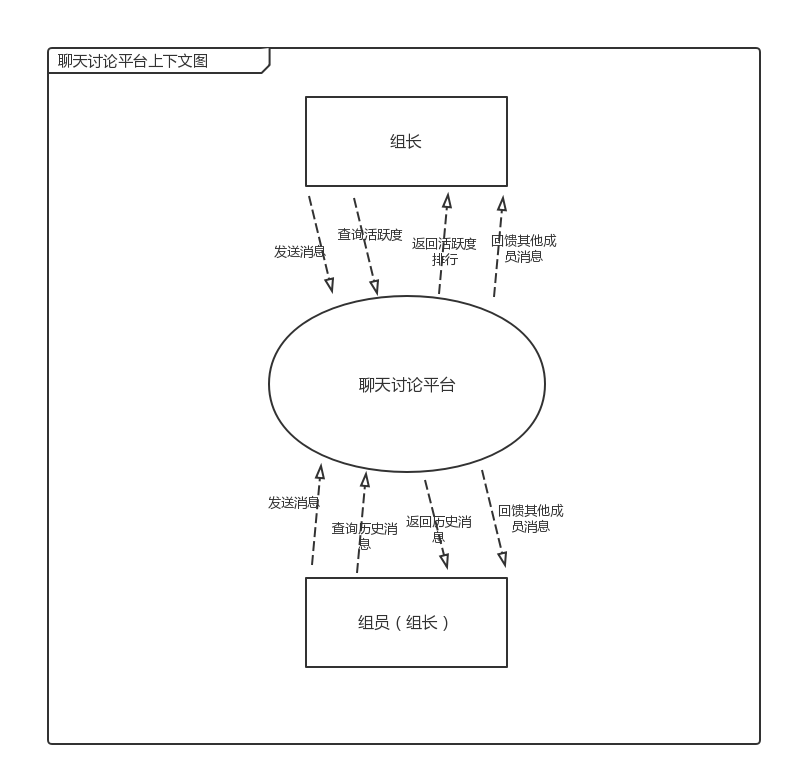 聊天讨论平台上下文图
组长
发送消息
查询活跃度
返回活跃度
排行
回馈其他成
员消息
聊天讨论平台
发送消息
查询历史消
息
返回历史消
息
回馈其他成
员消息
组员（组长）